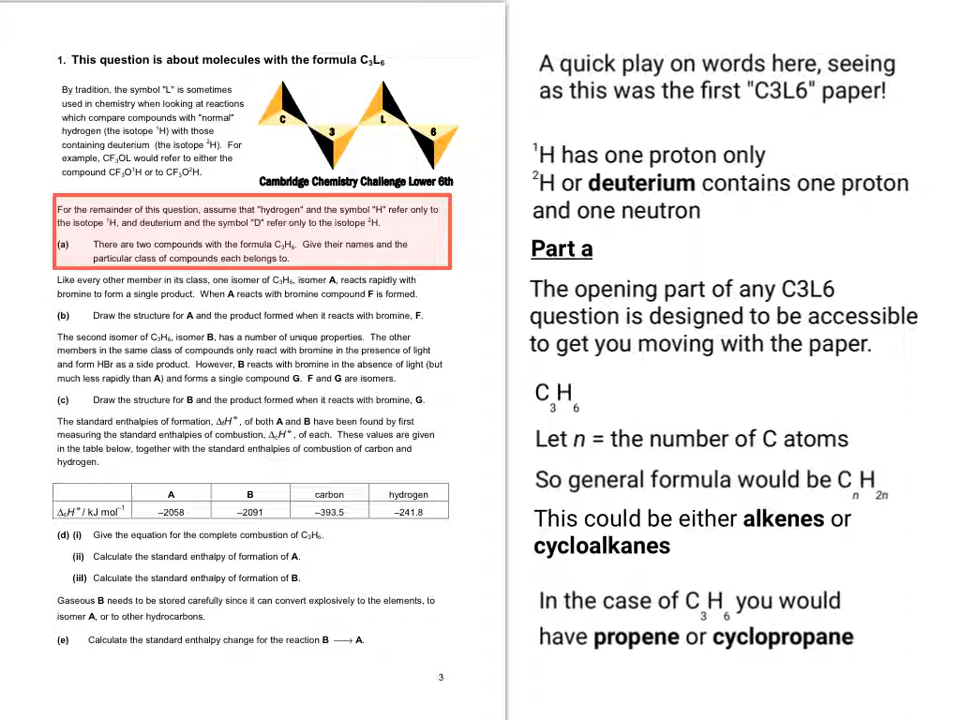 1. This question is about molecules with the formula C₃L₆
By tradition, the symbol "L" is sometimes
used in chemistry when looking at reactions
which compare compounds with "normal"
hydrogen (the isotope ¹H) with those
containing deuterium (the isotope ²H). For
example, CF₃OL would refer to either the
compound CF₃O¹H or to CF₃O²H.
C 3 L 6
Cambridge Chemistry Challenge Lower 6th
For the remainder of this question, assume that "hydrogen" and the symbol "H" refer only to
the isotope ¹H, and deuterium and the symbol "D" refer only to the isotope ²H.
(a) There are two compounds with the formula C₃H₆. Give their names and the
particular class of compounds each belongs to.
Like every other member in its class, one isomer of C₃H₆, isomer A, reacts rapidly with
bromine to form a single product. When A reacts with bromine compound F is formed.
(b) Draw the structure for A and the product formed when it reacts with bromine, F.
The second isomer of C₃H₆, isomer B, has a number of unique properties. The other
members in the same class of compounds only react with bromine in the presence of light
and form HBr as a side product. However, B reacts with bromine in the absence of light (but
much less rapidly than A) and forms a single compound G. F and G are isomers.
(c) Draw the structure for B and the product formed when it reacts with bromine, G.
The standard enthalpies of formation, ΔfH°, of both A and B have been found by first
measuring the standard enthalpies of combustion, ΔcH°, of each. These values are given
in the table below, together with the standard enthalpies of combustion of carbon and
hydrogen.
A B carbon hydrogen
ΔcH° / kJ mol⁻¹ –2058 –2091 –393.5 –241.8
(d) (i) Give the equation for the complete combustion of C₃H₆.
(ii) Calculate the standard enthalpy of formation of A.
(iii) Calculate the standard enthalpy of formation of B.
Gaseous B needs to be stored carefully since it can convert explosively to the elements, to
isomer A, or to other hydrocarbons.
(e) Calculate the standard enthalpy change for the reaction B ⟶ A.
3
A quick play on words here, seeing
as this was the first "C3L6" paper!
¹H has one proton only
²H or deuterium contains one proton
and one neutron
Part a
The opening part of any C3L6
question is designed to be accessible
to get you moving with the paper.
C₃H₆
Let n = the number of C atoms
So general formula would be CₙH₂ₙ
This could be either alkenes or
cycloalkanes
In the case of C₃H₆ you would
have propene or cyclopropane